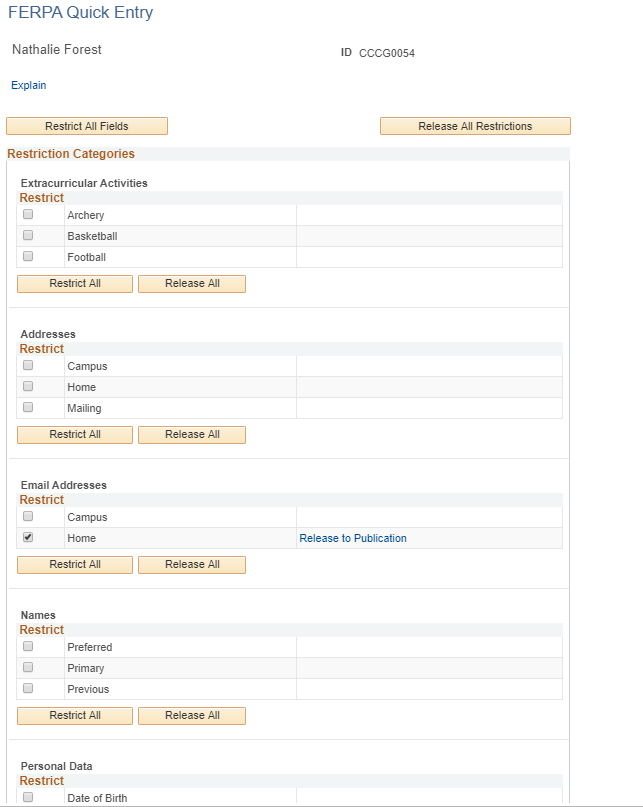 FERPA Quick Entry
Nathalie Forest ID CCCG0054
Explain
Restrict All Fields Release All Restrictions
Restriction Categories
Extracurricular Activities
Restrict
Archery
Basketball
Football
Restrict All Release All
Addresses
Restrict
Campus
Home
Mailing
Restrict All Release All
Email Addresses
Restrict
Campus
Home Release to Publication
Restrict All Release All
Names
Restrict
Preferred
Primary
Previous
Restrict All Release All
Personal Data
Restrict
Date of Birth